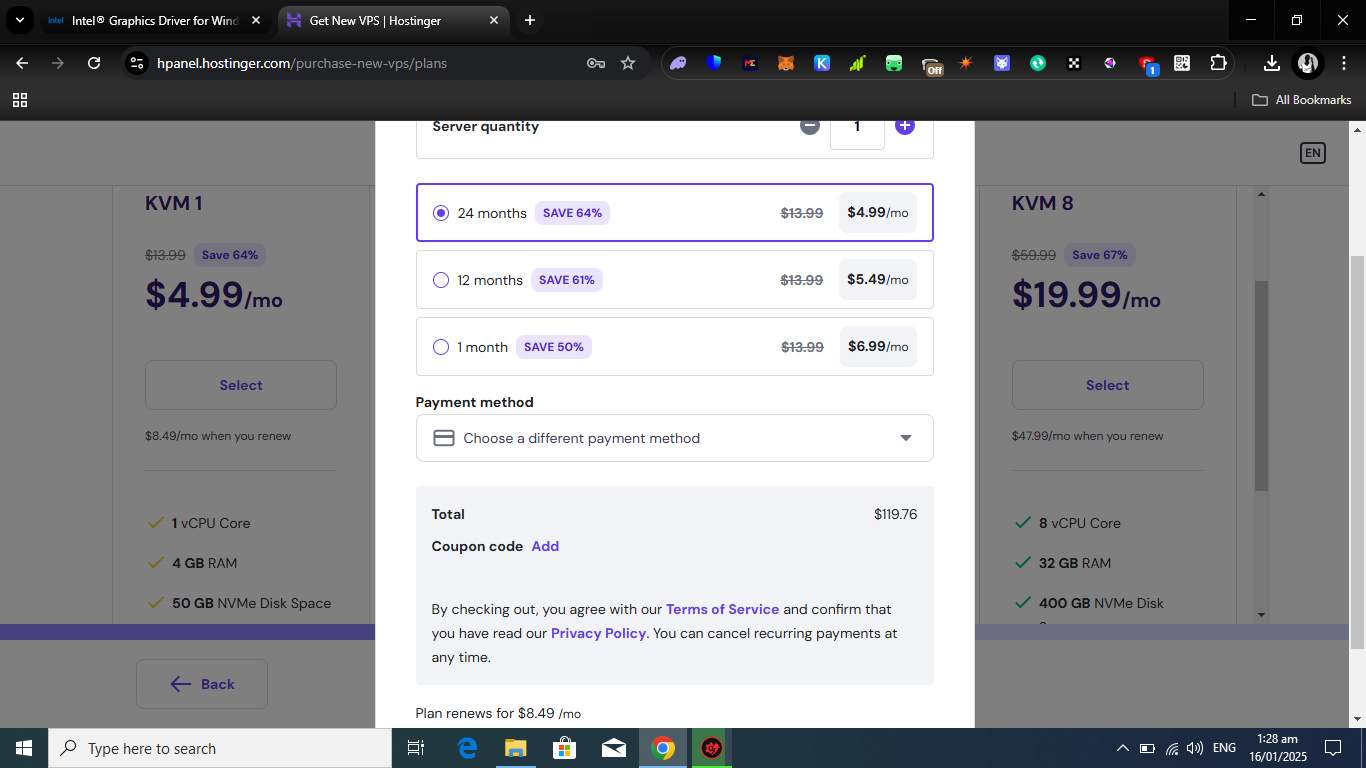 intel Intel® Graphics Driver for Wind
Get New VPS | Hostinger
hpanel.hostinger.com/purchase-new-vps/plans
Off
1
All Bookmarks
Server quantity
1
EN
KVM 1
$13.99 Save 64%
$4.99/mo
Select
$8.49/mo when you renew
1 vCPU Core
4 GB RAM
50 GB NVMe Disk Space
24 months SAVE 64% $13.99 $4.99/mo
12 months SAVE 61% $13.99 $5.49/mo
1 month SAVE 50% $13.99 $6.99/mo
Payment method
Choose a different payment method
Total $119.76
Coupon code Add
By checking out, you agree with our Terms of Service and confirm that
you have read our Privacy Policy. You can cancel recurring payments at
any time.
Plan renews for $8.49 /mo
KVM 8
$59.99 Save 67%
$19.99/mo
Select
$47.99/mo when you renew
8 vCPU Core
32 GB RAM
400 GB NVMe Disk
Back
Type here to search
ENG
1:28 am
16/01/2025